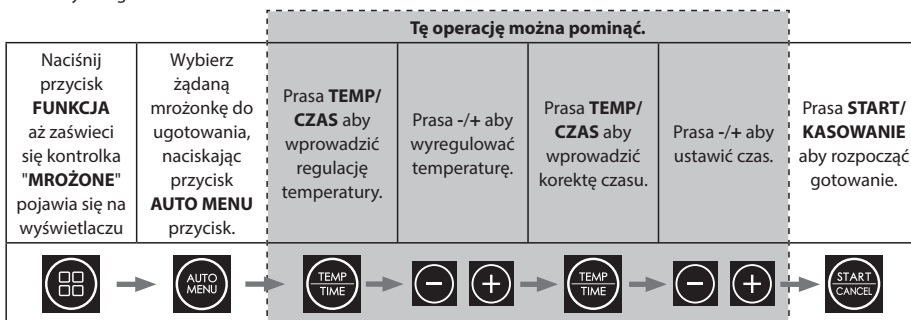 Tę operację można pominąć.
Naciśnij
przycisk
FUNKCJA
aż zaświeci
się kontrolka
"MROŻONE"
pojawia się na
wyświetlaczu
Wybierz
żądaną
mrożonkę do
ugotowania,
naciskając
przycisk
AUTO MENU
przycisk.
Prasa TEMP/
CZAS aby
wprowadzić
regulację
temperatury.
Prasa -/+ aby
wyregulować
temperaturę.
Prasa TEMP/
CZAS aby
wprowadzić
korektę czasu.
Prasa -/+ aby
ustawić czas.
Prasa START/
KASOWANIE
aby rozpocząć
gotowanie.
AUTO
MENU
TEMP
TIME
TEMP
TIME
START
CANCEL